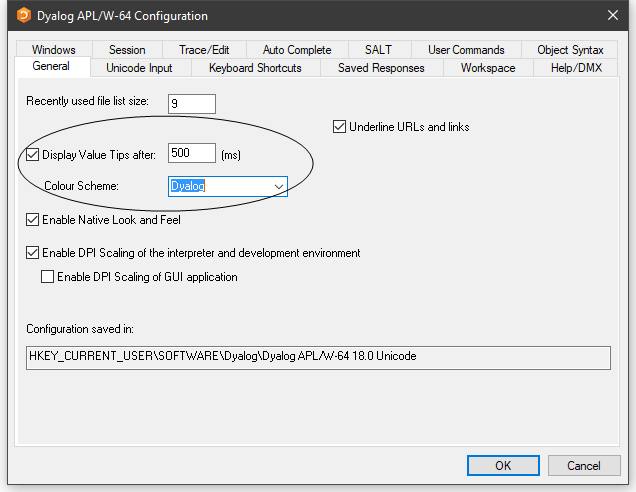 Dyalog APL/W-64 Configuration
Windows Session Trace/Edit Auto Complete SALT User Commands Object Syntax
General Unicode Input Keyboard Shortcuts Saved Responses Workspace Help/DMX
Recently used file list size: 9
Underline URLs and links
Display Value Tips after: 500 (ms)
Colour Scheme: Dyalog
Enable Native Look and Feel
Enable DPI Scaling of the interpreter and development environment
Enable DPI Scaling of GUI application
Configuration saved in:
HKEY_CURRENT_USER\SOFTWARE\Dyalog\Dyalog APL/W-64 18.0 Unicode
OK Cancel